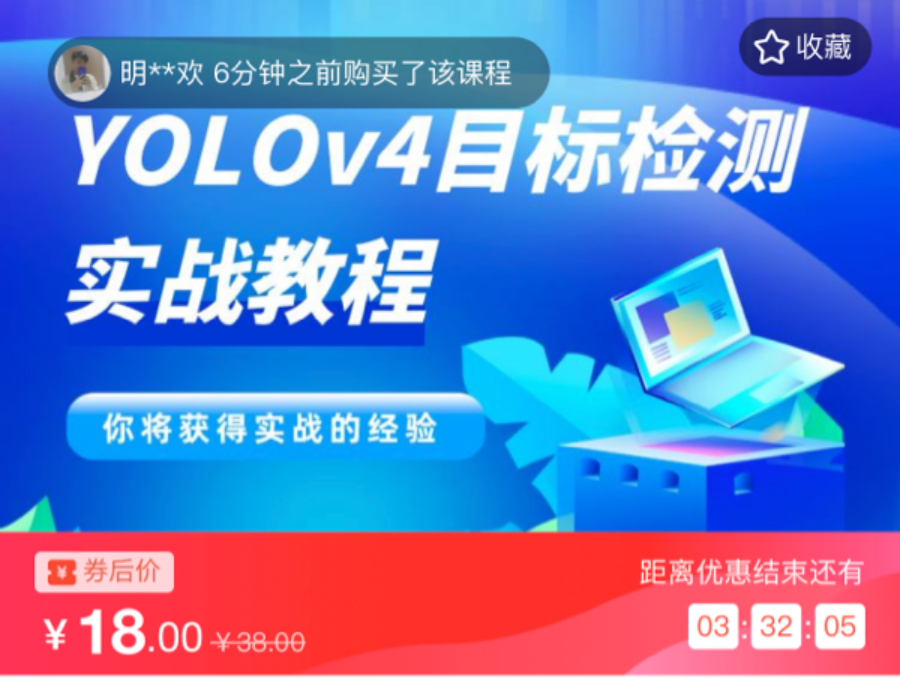 收藏
明**欢 6分钟之前购买了该课程
YOLOv4目标检测
实战教程
你将获得实战的经验
券后价
距离优惠结束还有
¥18.00 ¥38.00
03:32:05